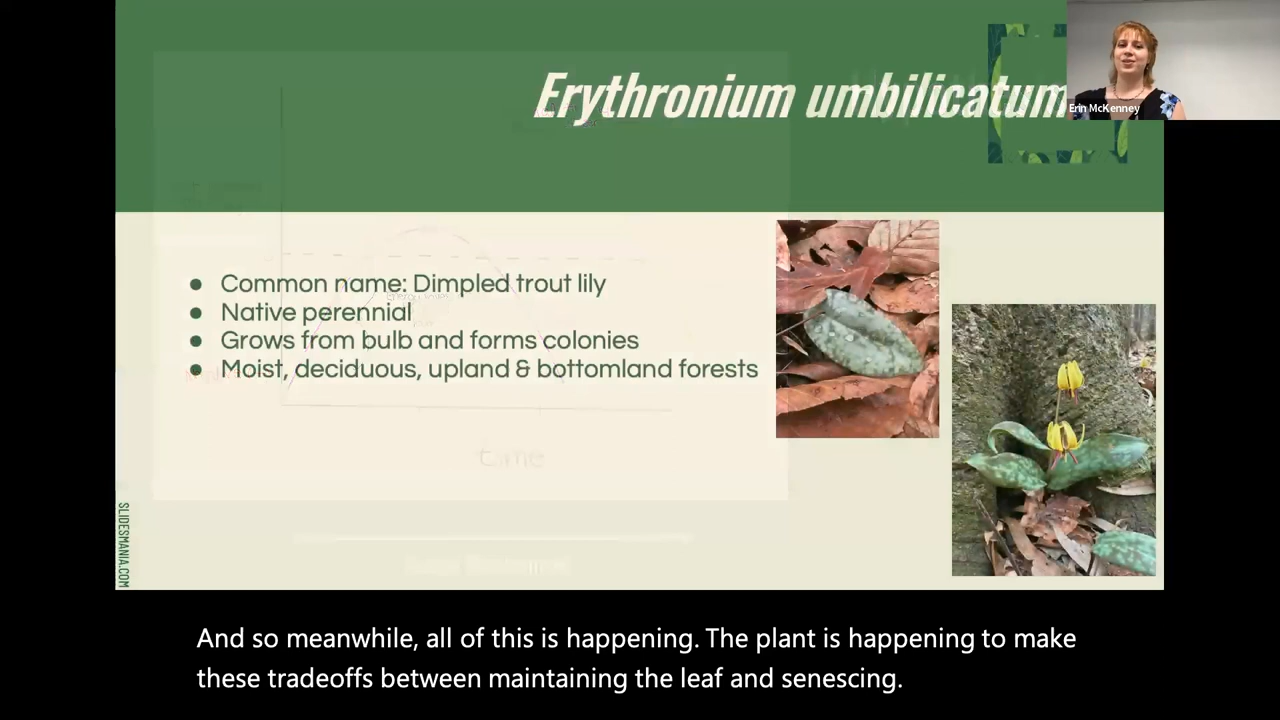 Erythronium umbilicatum
Erin McKenney
● Common name: Dimpled trout lily
● Native perennial
● Grows from bulb and forms colonies
● Moist, deciduous, upland & bottomland forests
time
SLIDESMANIA.COM
And so meanwhile, all of this is happening. The plant is happening to make
these tradeoffs between maintaining the leaf and senescing.